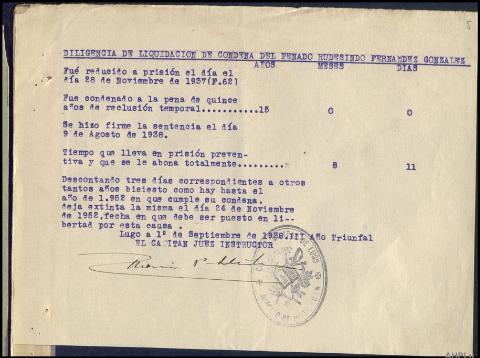 5
DILIGENCIA DE LIQUIDACION DE CONDENA DEL PENADO RUDESINDO FERNANDEZ GONZALEZ
AÑOS MESES DIAS
Fué reducido a prisión el día el
día 28 de Noviembre de 1937(F.62)
Fue condenado a la pena de quince
años de reclusión temporal...........15 0 0
Se hizo firme la sentencia el día
9 de Agosto de 1938.
Tiempo que lleva en prisión preven-
tiva y que se le abona totalmente......... 8 11
Descontando tres días correspondientes a otros
tantos años bisiesto como hay hasta el
año de 1.952 en que cumple su condena.
deja extinta la misma el día 24 de Noviembre
de 1952,fecha en que debe ser puesto en li--
bertad por esta causa .
Lugo a 1º de Septiembre de 1938.III Año Triunfal
EL CAPITAN JUEZ INSTRUCTOR
DE LUGO